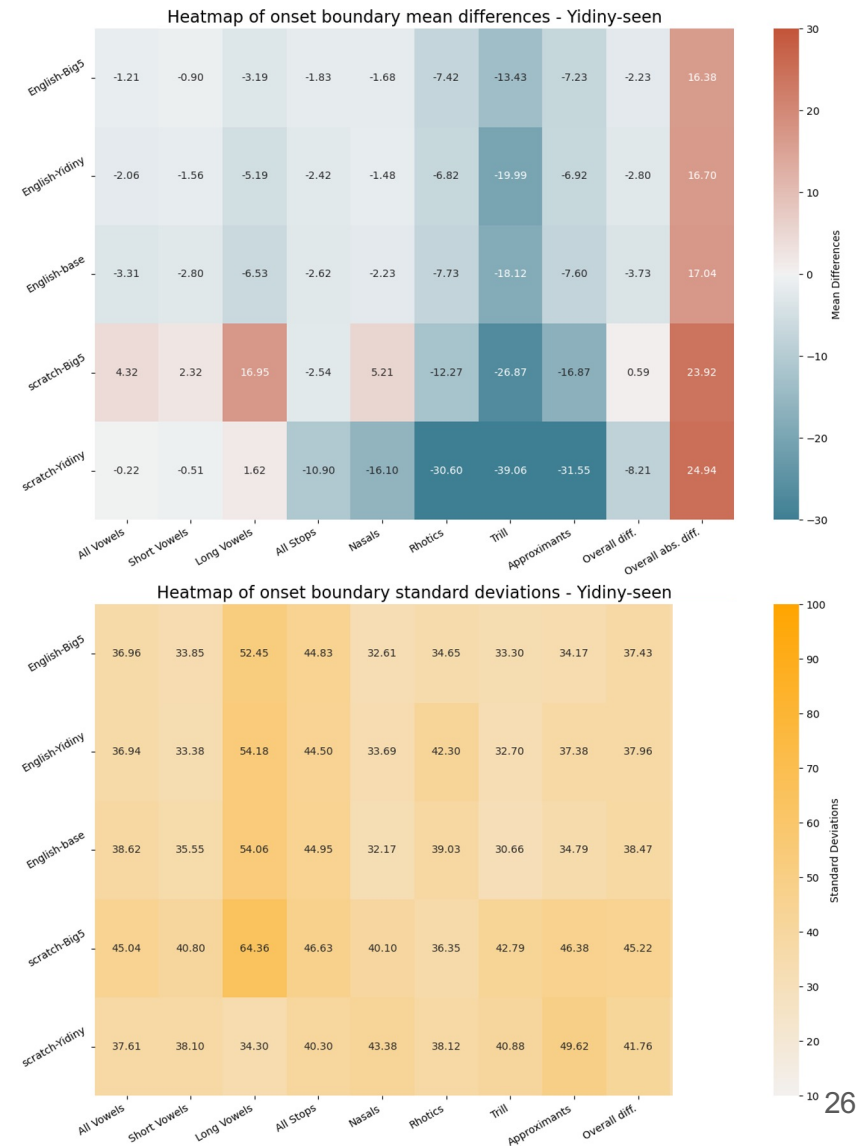 Heatmap of onset boundary mean differences - Yidiny-seen
English-Big5 -1.21 -0.90 -3.19 -1.83 -1.68 -7.42 -13.43 -7.23 -2.23 16.38
English-Yidiny -2.06 -1.56 -5.19 -2.42 -1.48 -6.82 -19.99 -6.92 -2.80 16.70
English-base -3.31 -2.80 -6.53 -2.62 -2.23 -7.73 -18.12 -7.60 -3.73 17.04
scratch-Big5 4.32 2.32 16.95 -2.54 5.21 -12.27 -26.87 -16.87 0.59 23.92
scratch-Yidiny -0.22 -0.51 1.62 -10.90 -16.10 -30.60 -39.06 -31.55 -8.21 24.94
All Vowels Short Vowels Long Vowels All Stops Nasals Rhotics Trill Approximants Overall diff. Overall abs. diff.
30
20
10
0
−10
−20
−30
Mean Differences
Heatmap of onset boundary standard deviations - Yidiny-seen
English-Big5 36.96 33.85 52.45 44.83 32.61 34.65 33.30 34.17 37.43
English-Yidiny 36.94 33.38 54.18 44.50 33.69 42.30 32.70 37.38 37.96
English-base 38.62 35.55 54.06 44.95 32.17 39.03 30.66 34.79 38.47
scratch-Big5 45.04 40.80 64.36 46.63 40.10 36.35 42.79 46.38 45.22
scratch-Yidiny 37.61 38.10 34.30 40.30 43.38 38.12 40.88 49.62 41.76
All Vowels Short Vowels Long Vowels All Stops Nasals Rhotics Trill Approximants Overall diff.
100
90
80
70
60
50
40
30
20
10
Standard Deviations
26